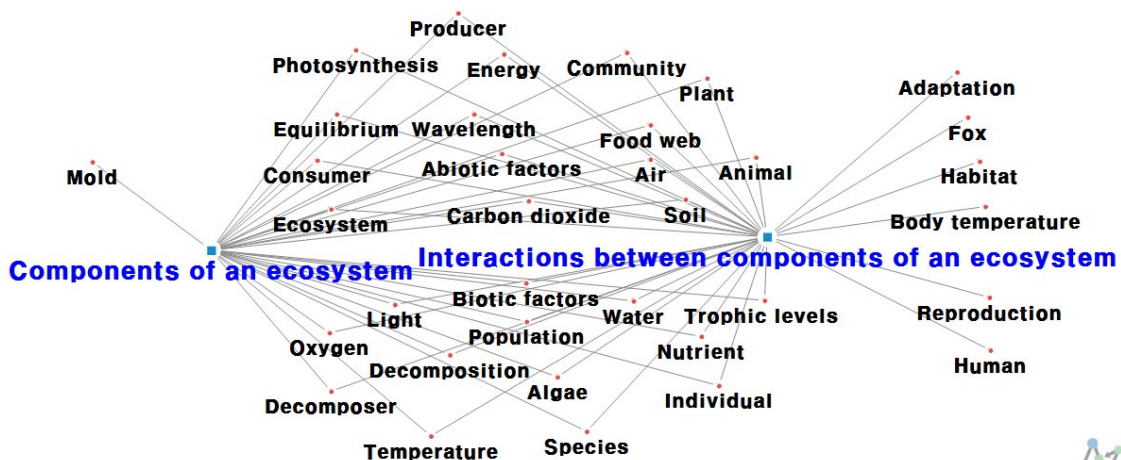 Producer
Photosynthesis
Energy
Community
Plant
Adaptation
Equilibrium
Wavelength
Food web
Fox
Mold
Consumer
Abiotic factors
Air
Animal
Habitat
Ecosystem
Carbon dioxide
Soil
Body temperature
Components of an ecosystem
Interactions between components of an ecosystem
Biotic factors
Light
Water
Trophic levels
Reproduction
Population
Oxygen
Nutrient
Human
Decomposition
Algae
Individual
Decomposer
Temperature
Species